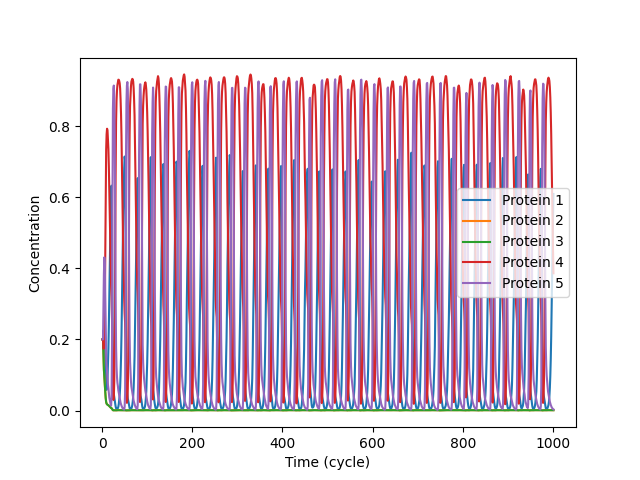 0.8
0.6
0.4
0.2
0.0
Concentration
0
200
400
600
800
1000
Time (cycle)
Protein 1
Protein 2
Protein 3
Protein 4
Protein 5